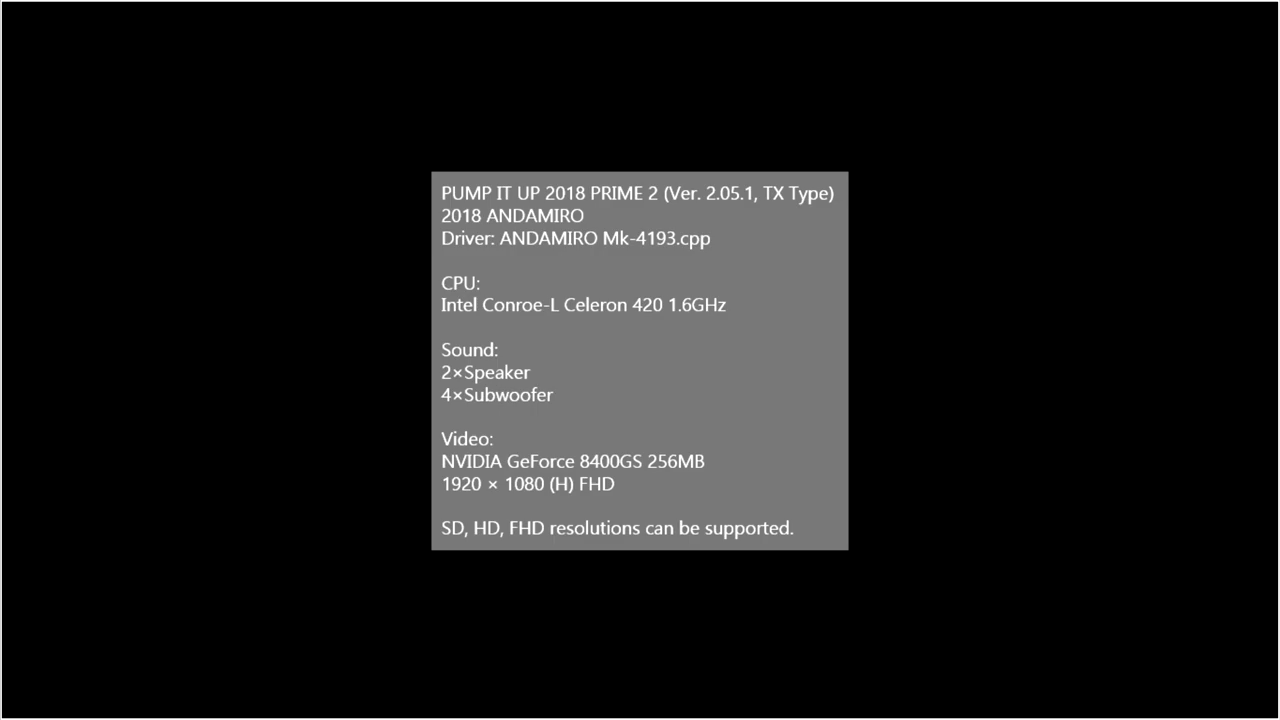 PUMP IT UP 2018 PRIME 2 (Ver. 2.05.1, TX Type)
2018 ANDAMIRO
Driver: ANDAMIRO Mk-4193.cpp
CPU:
Intel Conroe-L Celeron 420 1.6GHz
Sound:
2×Speaker
4×Subwoofer
Video:
NVIDIA GeForce 8400GS 256MB
1920 × 1080 (H) FHD
SD, HD, FHD resolutions can be supported.